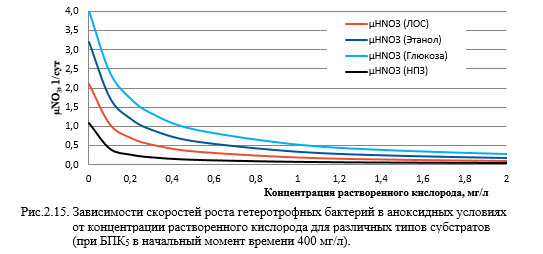 4,0
3,5
3,0
2,5
2,0
1,5
1,0
0,5
0,0
μNO₃, 1/сут
μHNO3 (ЛОС)
μHNO3 (Этанол)
μHNO3 (Глюкоза)
μHNO3 (НПЗ)
0 0,2 0,4 0,6 0,8 1 1,2 1,4 1,6 1,8 2
Концентрация растворенного кислорода, мг/л
Рис.2.15. Зависимости скоростей роста гетеротрофных бактерий в аноксидных условиях
от концентрации растворенного кислорода для различных типов субстратов
(при БПК₅ в начальный момент времени 400 мг/л).